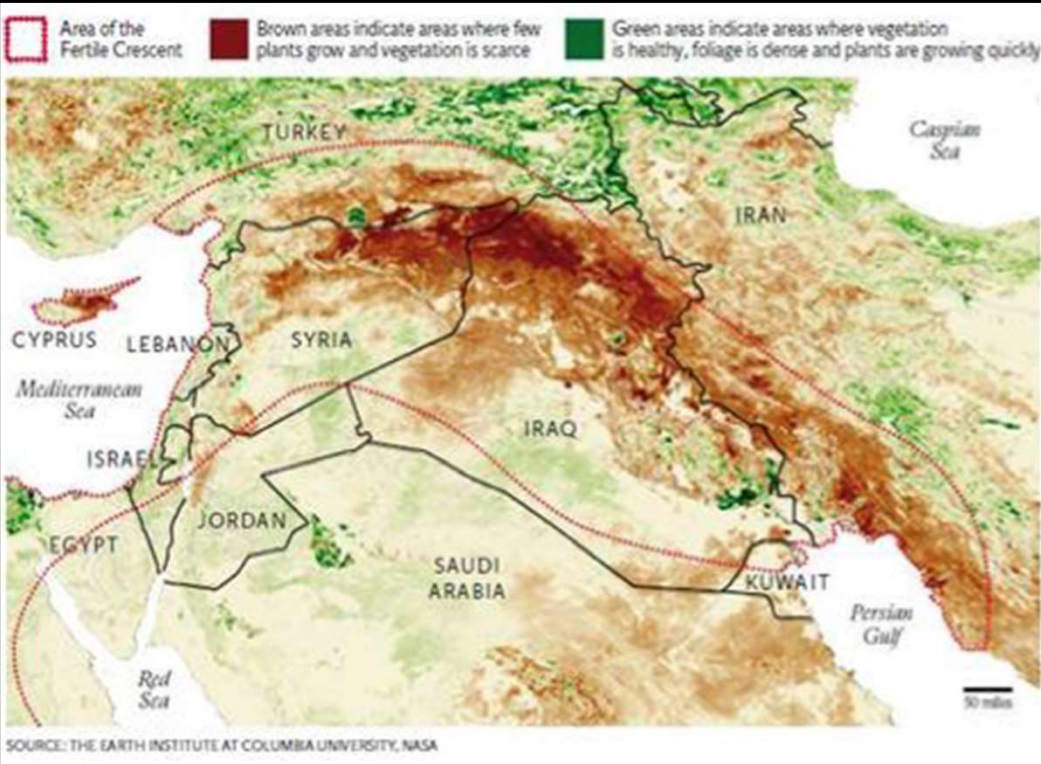 Area of the
Fertile Crescent
Brown areas indicate areas where few
plants grow and vegetation is scarce
Green areas indicate areas where vegetation
is healthy, foliage is dense and plants are growing quickly
TURKEY
Caspian
Sea
IRAN
CYPRUS
LEBANON
SYRIA
Mediterranean
Sea
IRAQ
ISRAEL
JORDAN
EGYPT
SAUDI
ARABIA
KUWAIT
Persian
Gulf
Red
Sea
50 miles
SOURCE: THE EARTH INSTITUTE AT COLUMBIA UNIVERSITY, NASA